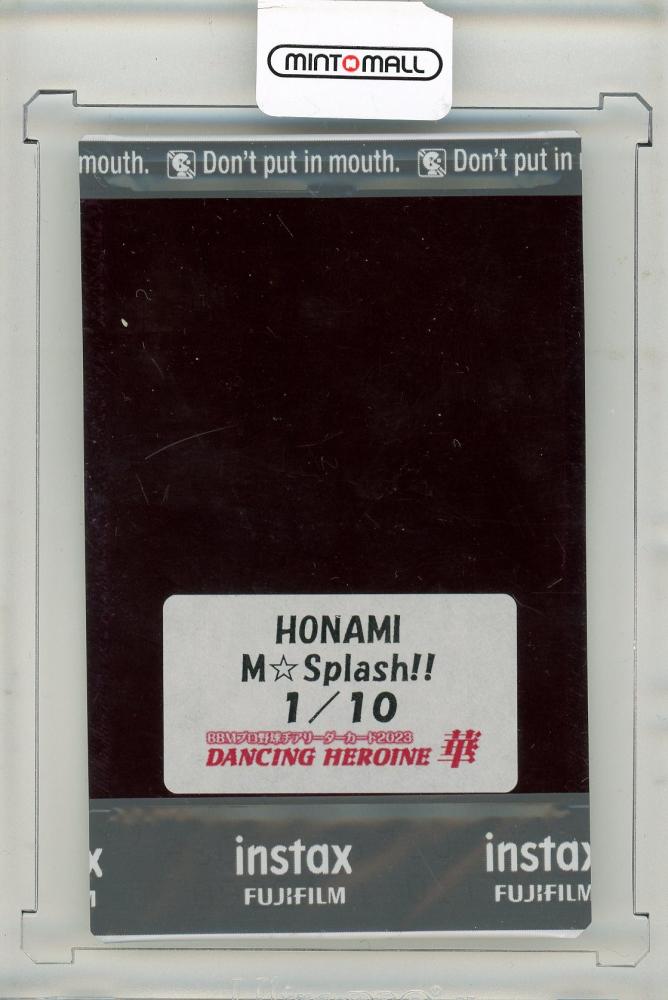 MINTMALL
mouth. Don't put in mouth. Don't put in
HONAMI
M☆Splash!!
1/10
BBMプロ野球チアリーダーカード2023
DANCING HEROINE 華
x instax instax
FUJIFILM FUJIFILM